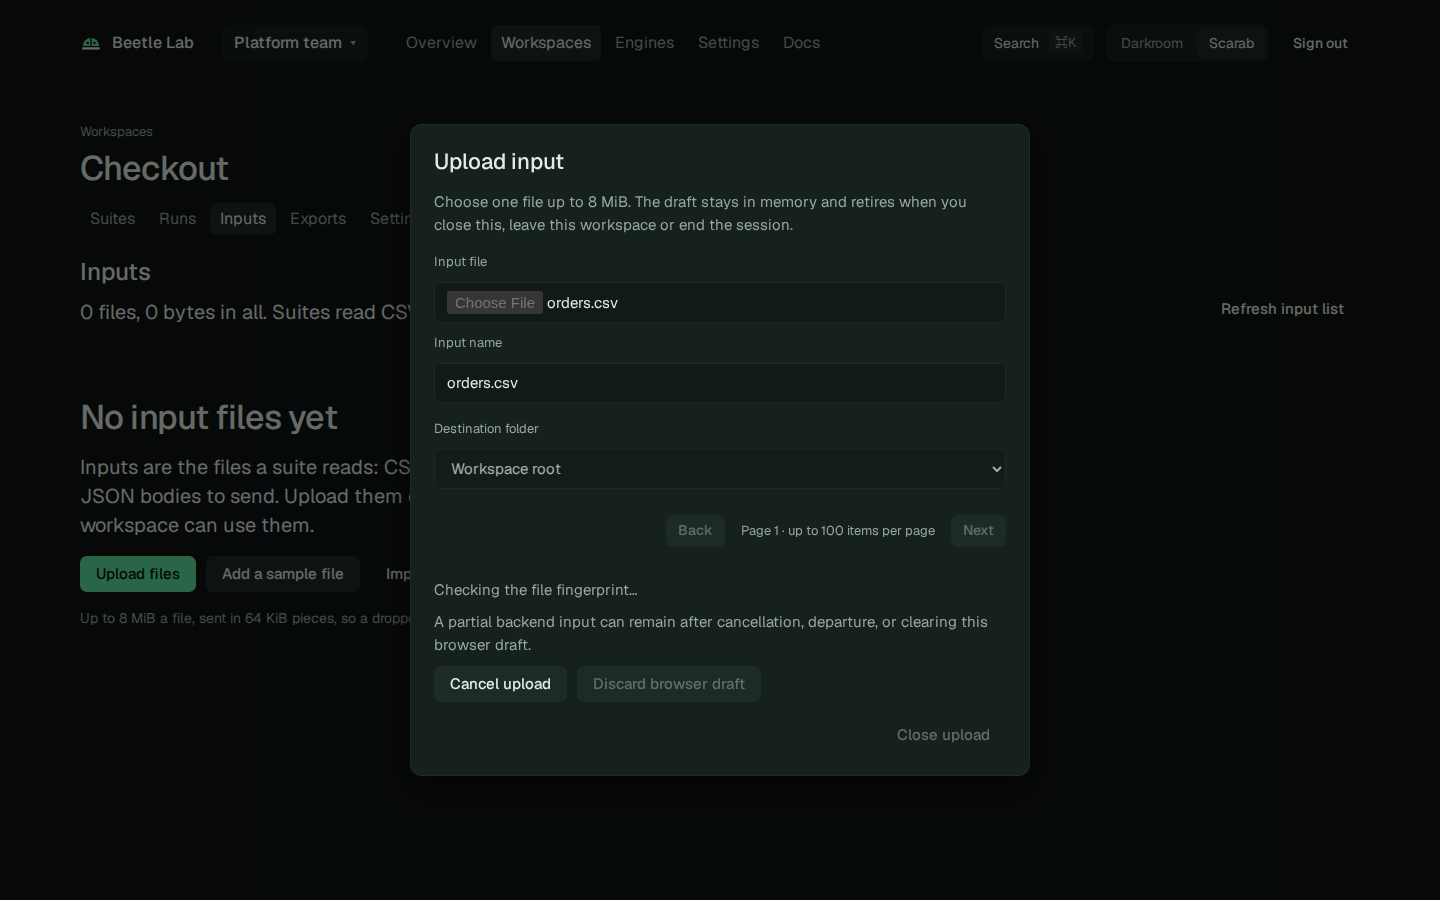 Beetle Lab
Platform team
Overview
Workspaces
Engines
Settings
Docs
Search ⌘K
Darkroom
Scarab
Sign out
Workspaces
Checkout
Suites
Runs
Inputs
Exports
Inputs
0 files, 0 bytes in all. Suites read
Refresh input list
No input files yet
Inputs are the files a suite reads:
JSON bodies to send. Upload them
workspace can use them.
Upload files
Add a sample file
Up to 8 MiB a file, sent in 64 KiB pieces, so a
Upload input
Choose one file up to 8 MiB. The draft stays in memory and retires when you
close this, leave this workspace or end the session.
Input file
Choose File orders.csv
Input name
orders.csv
Destination folder
Workspace root
Back
Page 1 · up to 100 items per page
Next
Checking the file fingerprint…
A partial backend input can remain after cancellation, departure, or clearing this
browser draft.
Cancel upload
Discard browser draft
Close upload